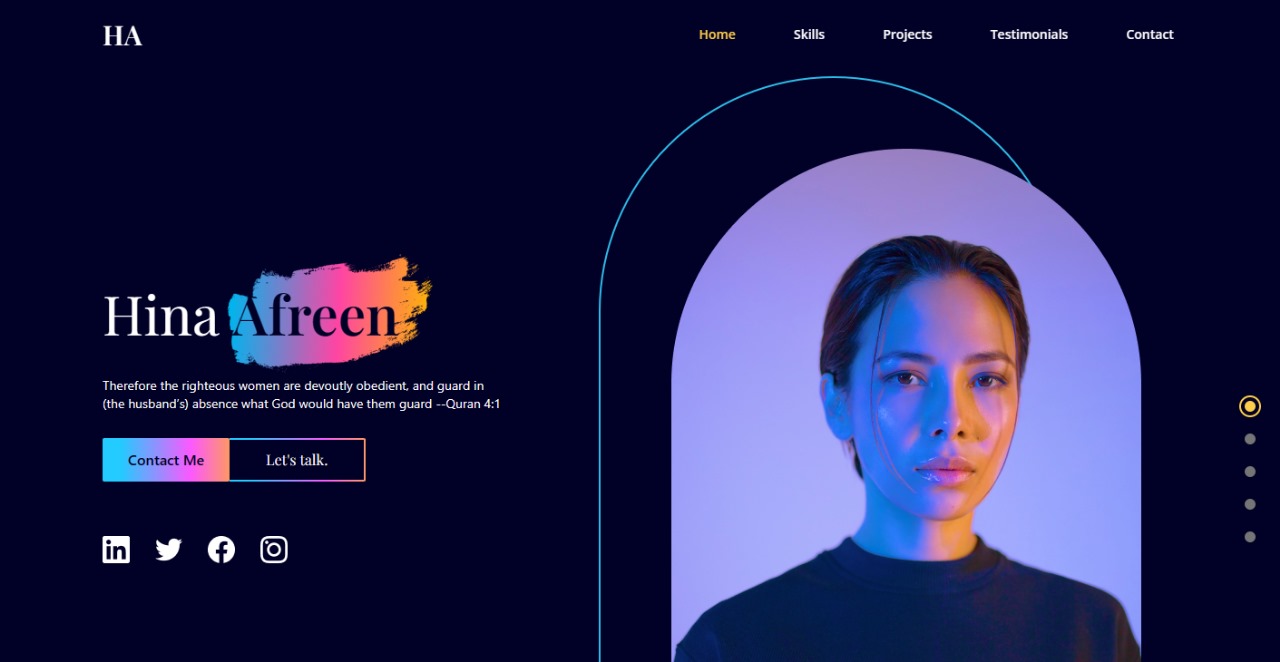 HA
Home Skills Projects Testimonials Contact
Hina Afreen
Therefore the righteous women are devoutly obedient, and guard in
(the husband's) absence what God would have them guard --Quran 4:1
Contact Me Let's talk.
in